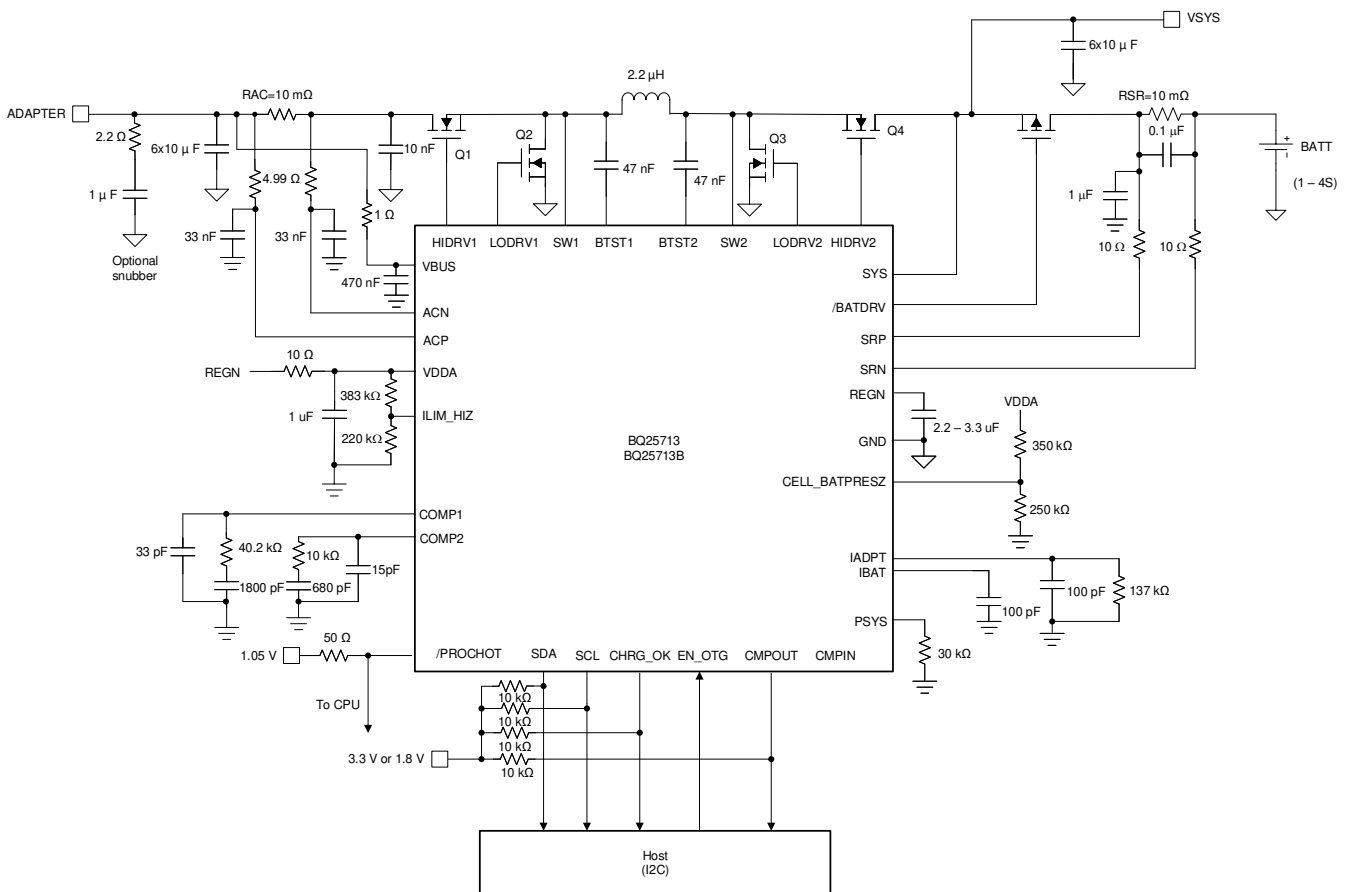 VSYS
6x10 µ F
2.2 µH
ADAPTER
RAC=10 mΩ
RSR=10 mΩ
2.2 Ω
6x10 µ F
10 nF
Q1
Q2
47 nF
47 nF
Q3
Q4
0.1 µF
BATT
(1 – 4S)
1 µ F
4.99 Ω
1 Ω
1 µF
33 nF
33 nF
10 Ω
10 Ω
Optional
snubber
HIDRV1
LODRV1
SW1
BTST1
BTST2
SW2
LODRV2
HIDRV2
VBUS
470 nF
SYS
ACN
/BATDRV
ACP
SRP
REGN
10 Ω
VDDA
SRN
383 kΩ
REGN
VDDA
1 uF
ILIM_HIZ
2.2 – 3.3 uF
220 kΩ
BQ25713
BQ25713B
GND
350 kΩ
CELL_BATPRESZ
250 kΩ
COMP1
COMP2
33 pF
40.2 kΩ
10 kΩ
15pF
1800 pF
680 pF
IADPT
IBAT
100 pF
100 pF
137 kΩ
PSYS
30 kΩ
50 Ω
1.05 V
/PROCHOT
SDA
SCL
CHRG_OK
EN_OTG
CMPOUT
CMPIN
To CPU
10 kΩ
10 kΩ
10 kΩ
10 kΩ
3.3 V or 1.8 V
Host
(I2C)